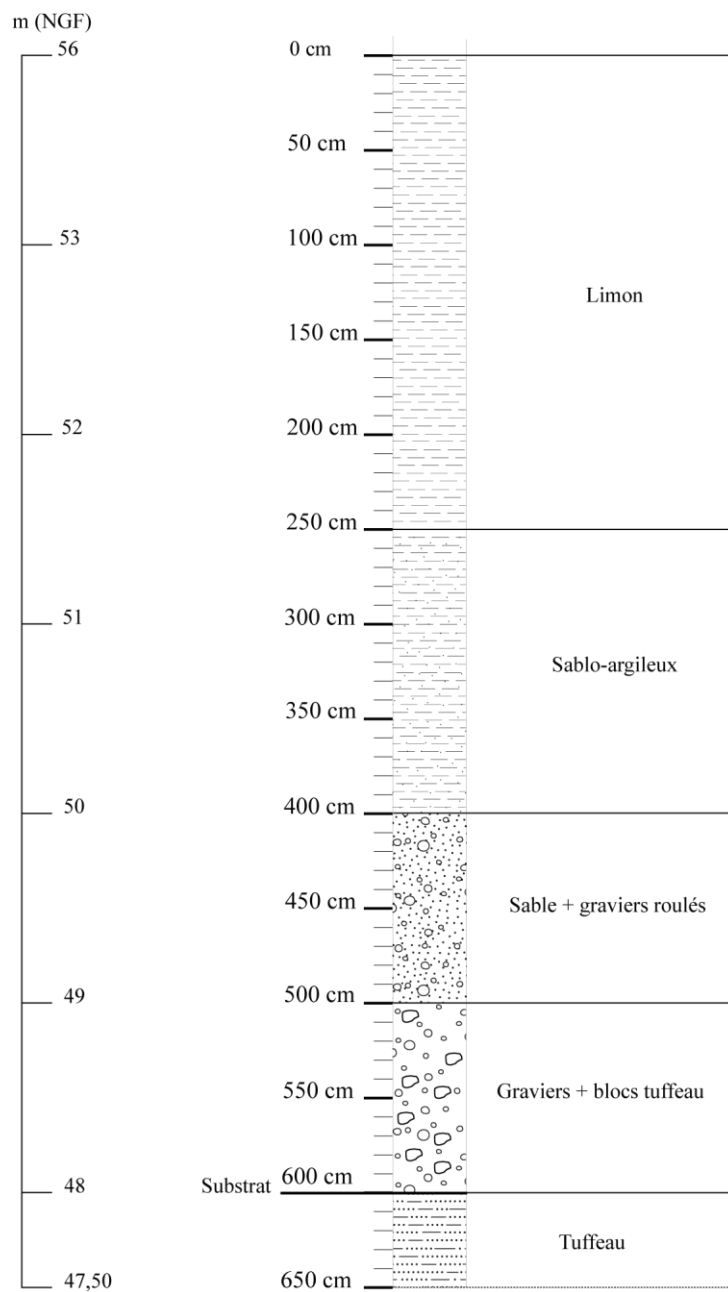 m (NGF)
56
0 cm
50 cm
53
100 cm
Limon
150 cm
52
200 cm
250 cm
51
300 cm
Sablo-argileux
350 cm
50
400 cm
450 cm
Sable + graviers roulés
49
500 cm
550 cm
Graviers + blocs tuffeau
600 cm
Substrat
48
Tuffeau
47,50
650 cm